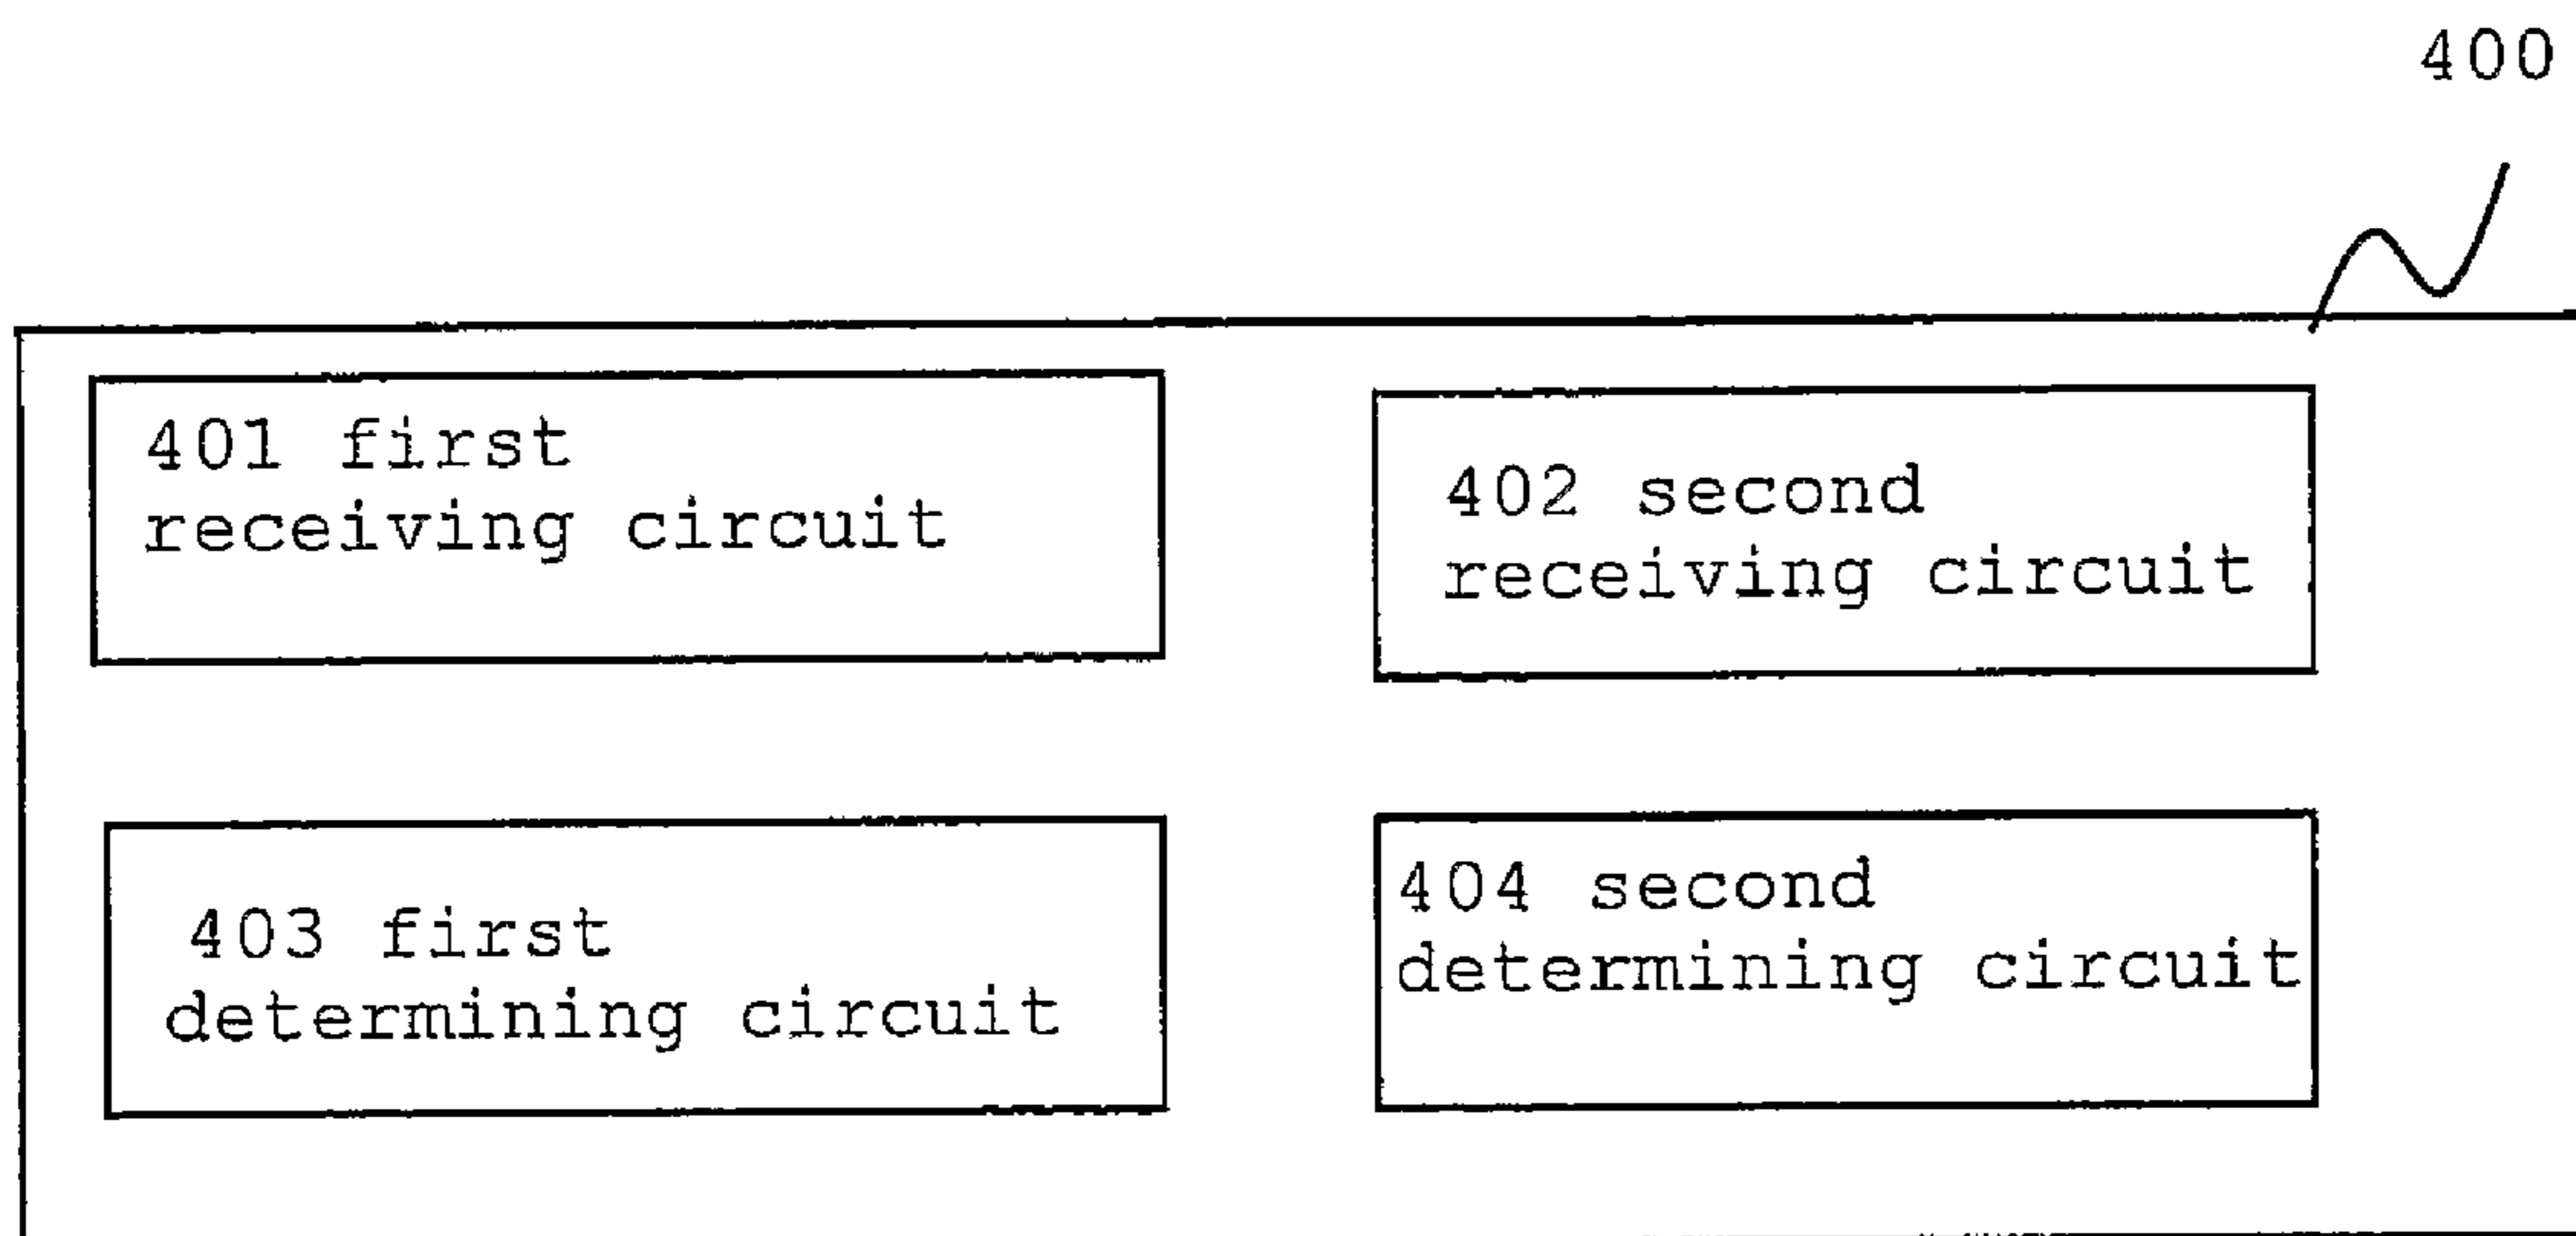 400
401 first
receiving circuit
402 second
receiving circuit
403 first
determining circuit
404 second
determining circuit